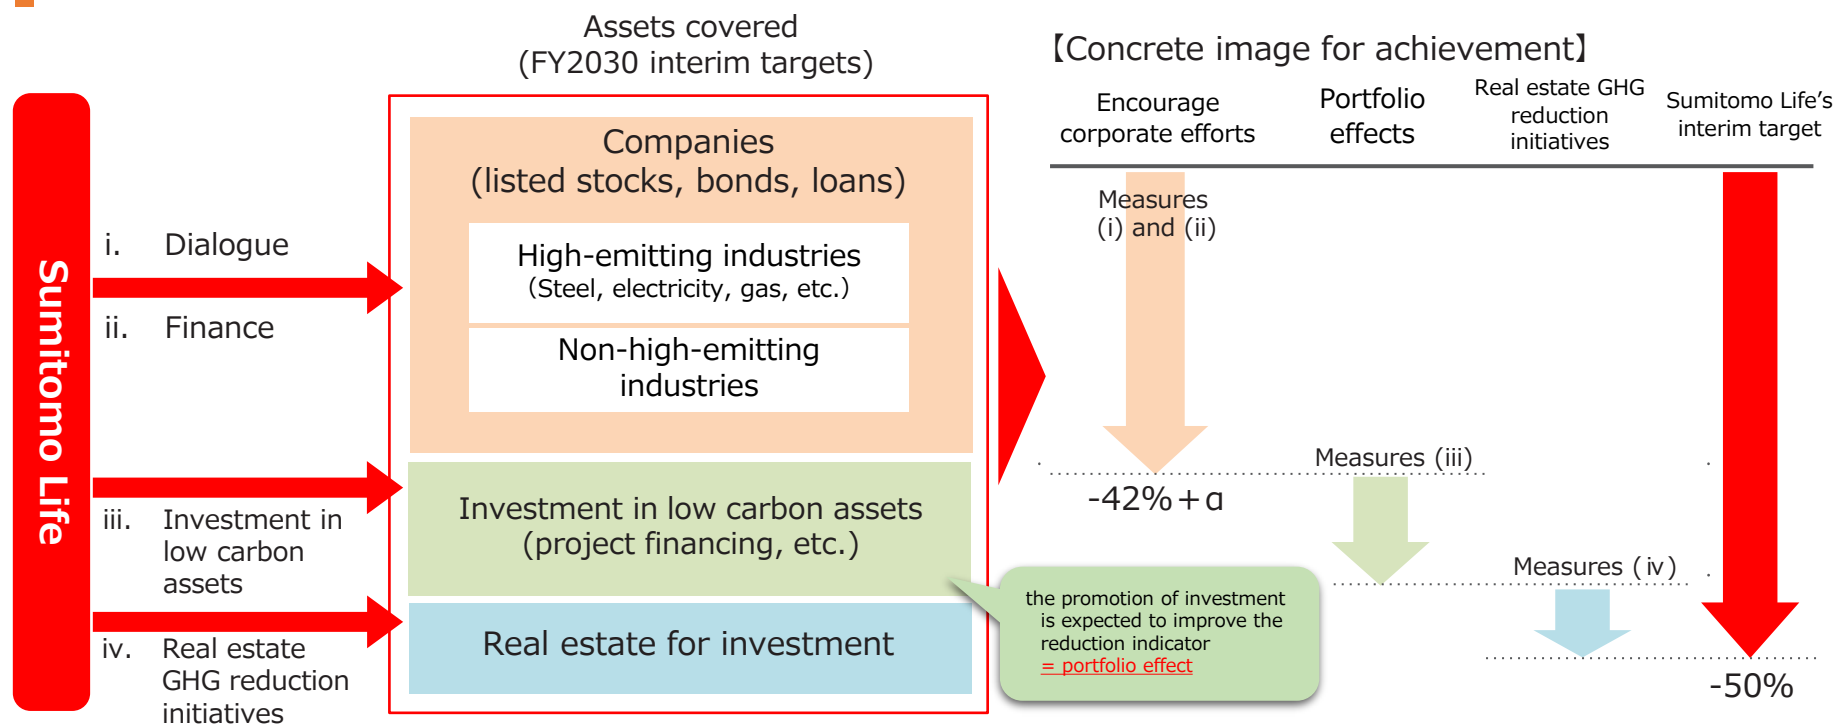 Assets covered
(FY2030 interim targets)
Sumitomo Life
i. Dialogue
ii. Finance
iii. Investment in
low carbon
assets
iv. Real estate
GHG reduction
initiatives
Companies
(listed stocks, bonds, loans)
High-emitting industries
(Steel, electricity, gas, etc.)
Non-high-emitting
industries
Investment in low carbon assets
(project financing, etc.)
Real estate for investment
the promotion of investment
is expected to improve the
reduction indicator
= portfolio effect
【Concrete image for achievement】
Encourage
corporate efforts
Portfolio
effects
Real estate GHG
reduction
initiatives
Sumitomo Life's
interim target
Measures
(i) and (ii)
-42%+α
Measures (iii)
Measures (iv)
-50%